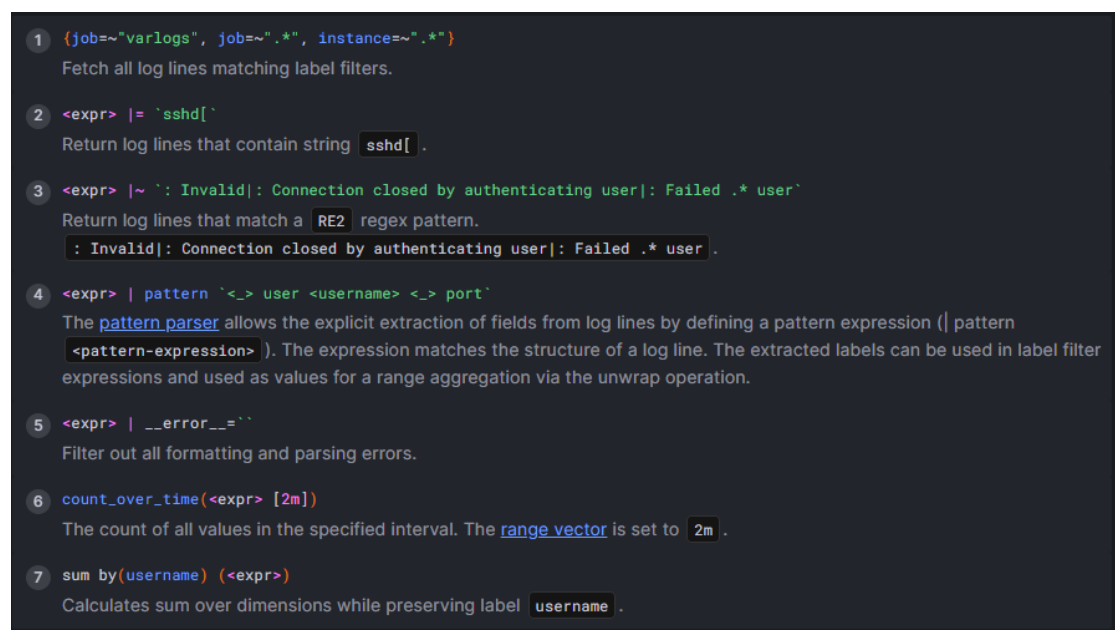 1 {job=~"varlogs", job=~".*", instance=~".*"}
Fetch all log lines matching label filters.
2 <expr> |= `sshd[`
Return log lines that contain string sshd[ .
3 <expr> |~ `: Invalid|: Connection closed by authenticating user|: Failed .* user`
Return log lines that match a RE2 regex pattern.
: Invalid|: Connection closed by authenticating user|: Failed .* user .
4 <expr> | pattern `<_> user <username> <_> port`
The pattern parser allows the explicit extraction of fields from log lines by defining a pattern expression (| pattern
<pattern-expression> ). The expression matches the structure of a log line. The extracted labels can be used in label filter
expressions and used as values for a range aggregation via the unwrap operation.
5 <expr> | __error__=``
Filter out all formatting and parsing errors.
6 count_over_time(<expr> [2m])
The count of all values in the specified interval. The range vector is set to 2m .
7 sum by(username) (<expr>)
Calculates sum over dimensions while preserving label username .